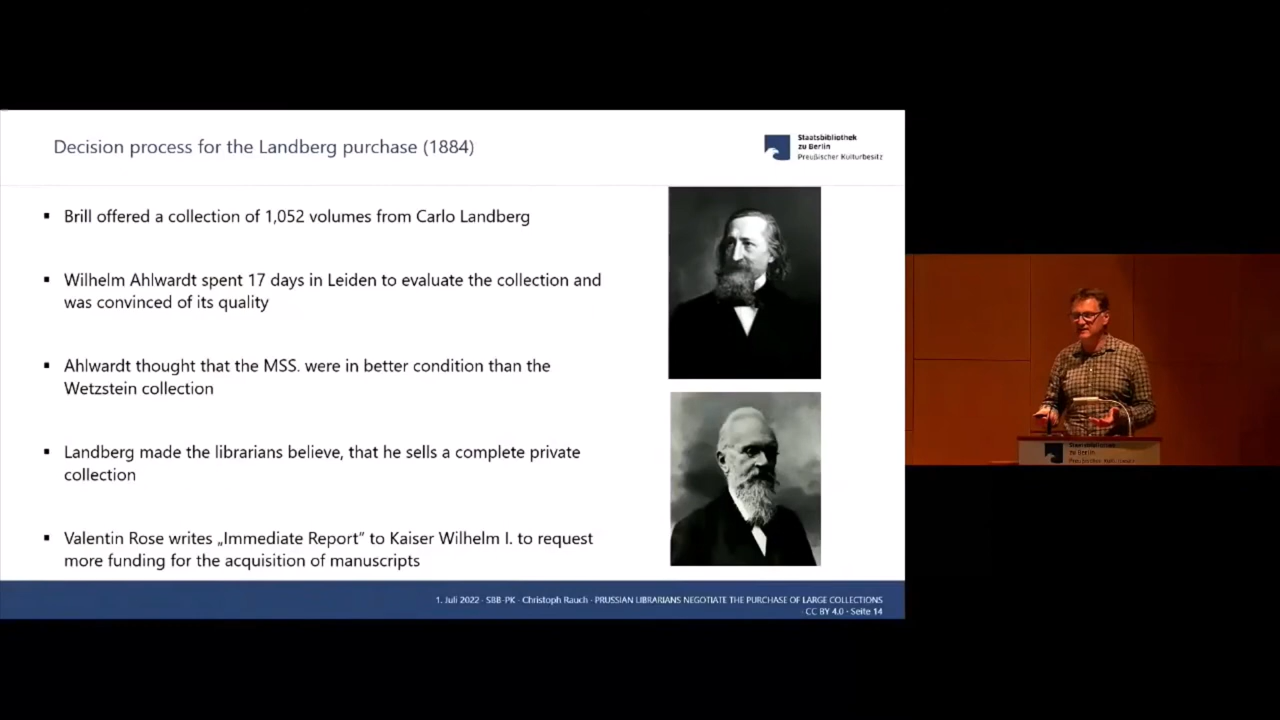 Decision process for the Landberg purchase (1884)
Staatsbibliothek
zu Berlin
Preußischer Kulturbesitz
▪ Brill offered a collection of 1,052 volumes from Carlo Landberg
▪ Wilhelm Ahlwardt spent 17 days in Leiden to evaluate the collection and
was convinced of its quality
▪ Ahlwardt thought that the MSS. were in better condition than the
Wetzstein collection
▪ Landberg made the librarians believe, that he sells a complete private
collection
▪ Valentin Rose writes „Immediate Report” to Kaiser Wilhelm I. to request
more funding for the acquisition of manuscripts
1. Juli 2022 · SBB-PK · Christoph Rauch · PRUSSIAN LIBRARIANS NEGOTIATE THE PURCHASE OF LARGE COLLECTIONS
· CC BY 4.0 · Seite 14
Staatsbibliothek
zu Berlin
Preußischer Kulturbesitz